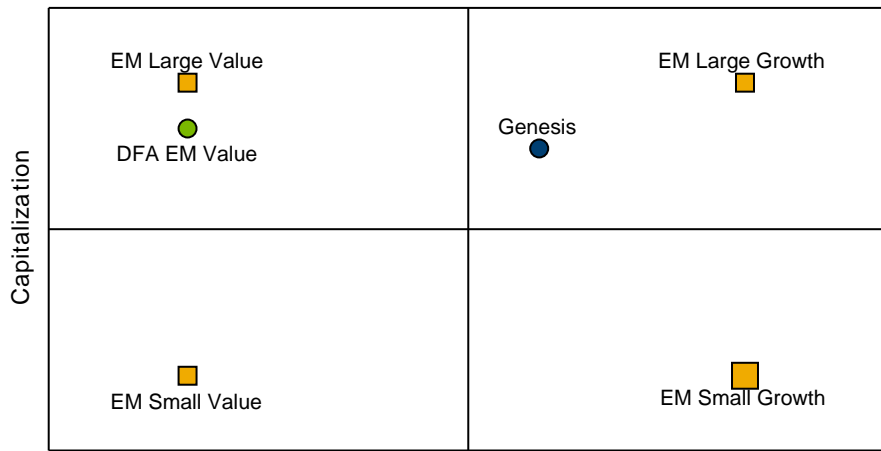 EM Large Value
EM Large Growth
Genesis
DFA EM Value
Capitalization
EM Small Value
EM Small Growth